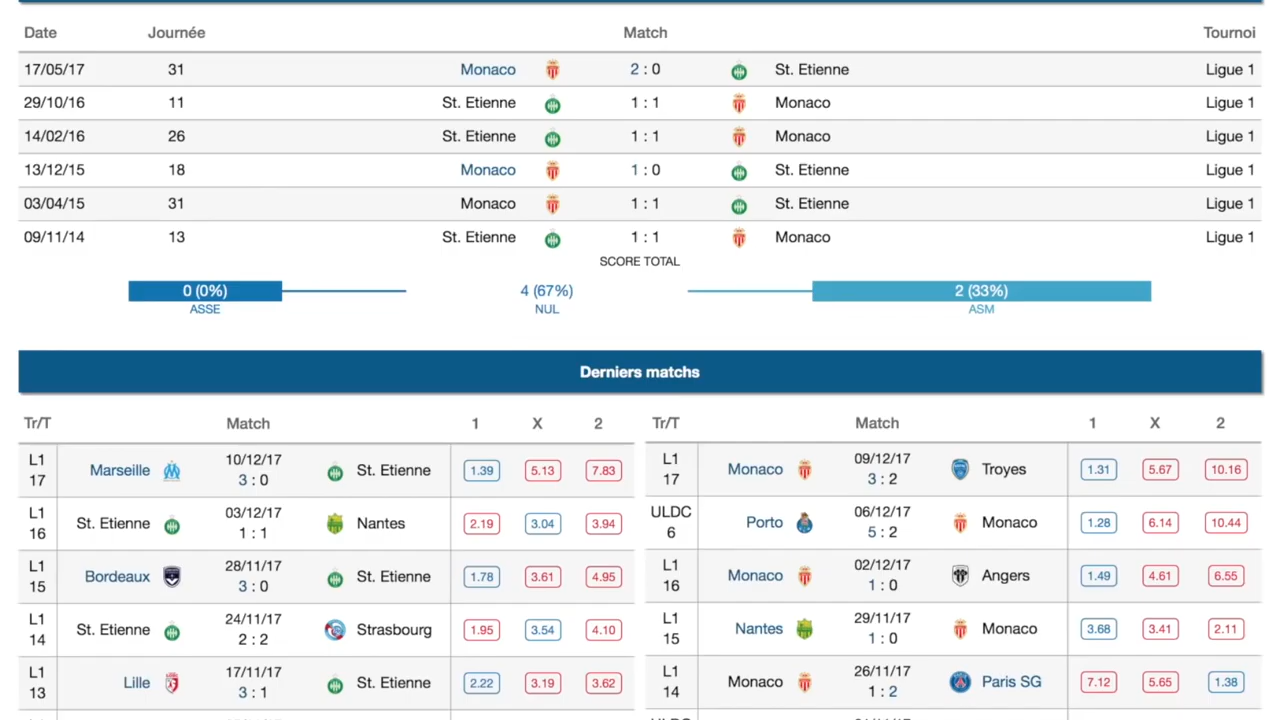 Date Journée Match Tournoi
17/05/17 31 Monaco 2 : 0 St. Etienne Ligue 1
29/10/16 11 St. Etienne 1 : 1 Monaco Ligue 1
14/02/16 26 St. Etienne 1 : 1 Monaco Ligue 1
13/12/15 18 Monaco 1 : 0 St. Etienne Ligue 1
03/04/15 31 Monaco 1 : 1 St. Etienne Ligue 1
09/11/14 13 St. Etienne 1 : 1 Monaco Ligue 1
SCORE TOTAL
0 (0%) 4 (67%) 2 (33%)
ASSE NUL ASM
Derniers matchs
Tr/T Match 1 X 2
L1 17 Marseille 10/12/17 3 : 0 St. Etienne 1.39 5.13 7.83
L1 16 St. Etienne 03/12/17 1 : 1 Nantes 2.19 3.04 3.94
L1 15 Bordeaux 28/11/17 3 : 0 St. Etienne 1.78 3.61 4.95
L1 14 St. Etienne 24/11/17 2 : 2 Strasbourg 1.95 3.54 4.10
L1 13 Lille 17/11/17 3 : 1 St. Etienne 2.22 3.19 3.62
Tr/T Match 1 X 2
L1 17 Monaco 09/12/17 3 : 2 Troyes 1.31 5.67 10.16
ULDC 6 Porto 06/12/17 5 : 2 Monaco 1.28 6.14 10.44
L1 16 Monaco 02/12/17 1 : 0 Angers 1.49 4.61 6.55
L1 15 Nantes 29/11/17 1 : 0 Monaco 3.68 3.41 2.11
L1 14 Monaco 26/11/17 1 : 2 Paris SG 7.12 5.65 1.38